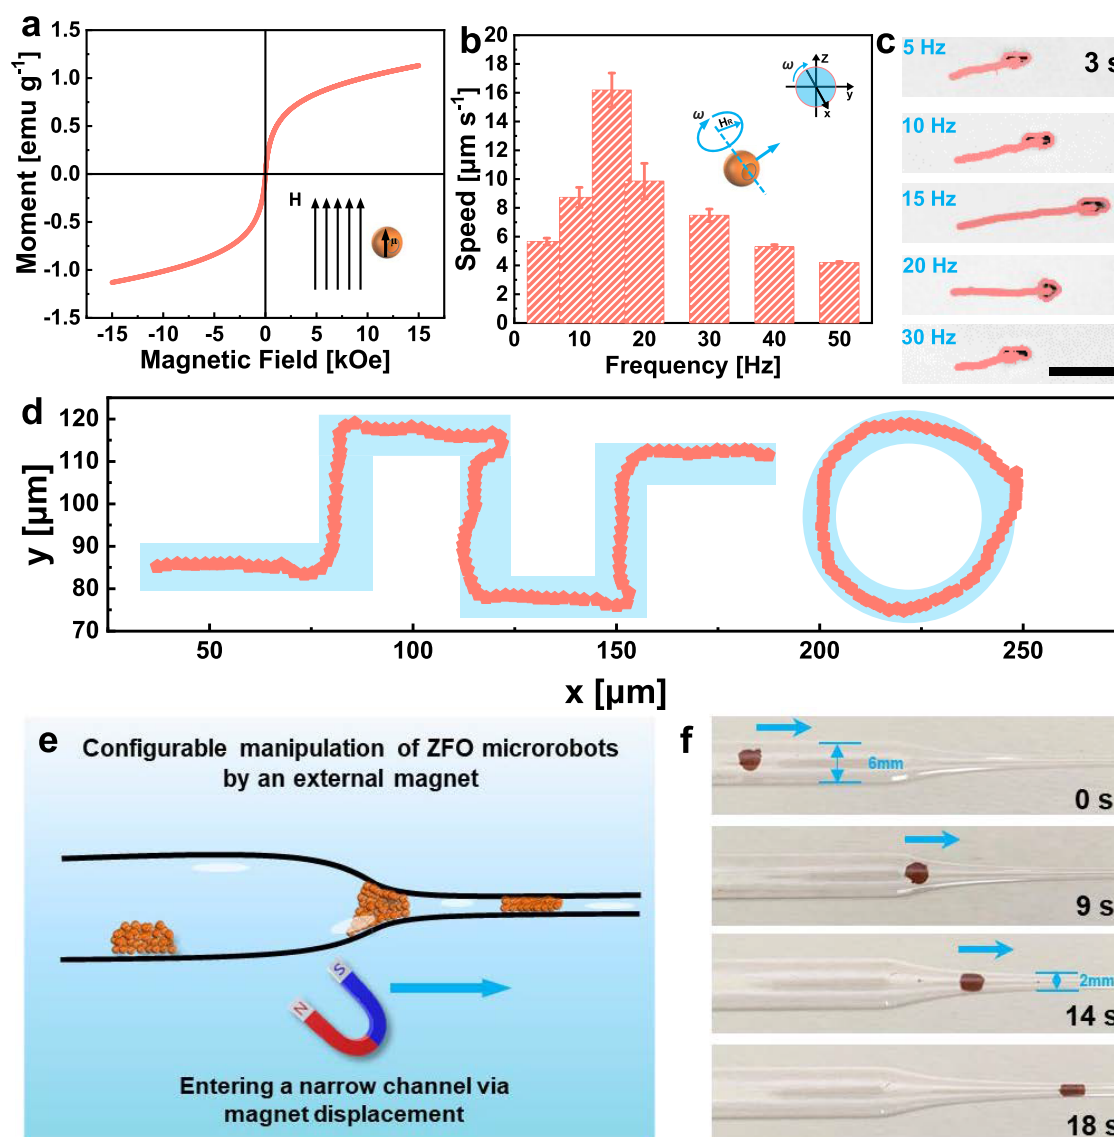 a
Moment [emu g⁻¹]
1.5
1.0
0.5
0.0
-0.5
-1.0
-1.5
H
μ
-15 -10 -5 0 5 10 15
Magnetic Field [kOe]
b
Speed [μm s⁻¹]
20
18
16
14
12
10
8
6
4
2
0
ω
HR
ω
z
y
x
10 20 30 40 50
Frequency [Hz]
c
5 Hz
3 s
10 Hz
15 Hz
20 Hz
30 Hz
d
y [μm]
120
110
100
90
80
70
50 100 150 200 250
x [μm]
e
Configurable manipulation of ZFO microrobots
by an external magnet
S
N
Entering a narrow channel via
magnet displacement
f
6mm
0 s
9 s
2mm
14 s
18 s